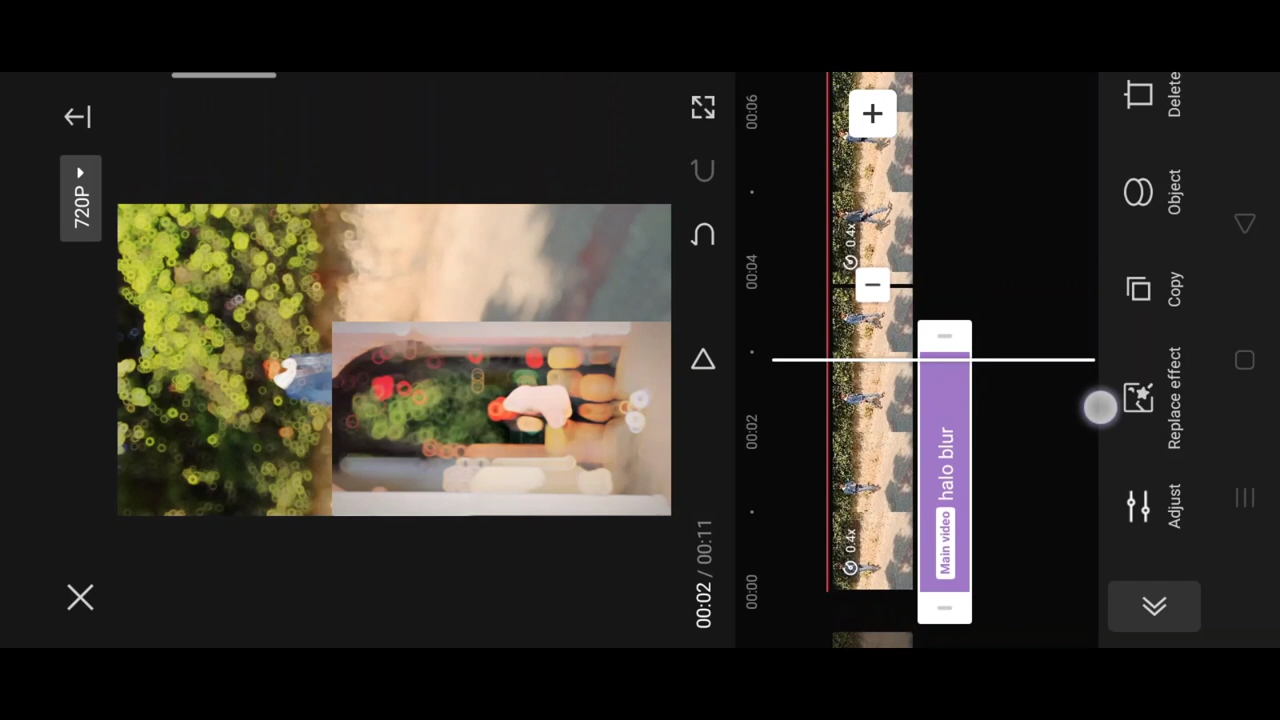 720P
00:02 / 00:11
00:00
00:02
00:04
00:06
0.4x
0.4x
Main video halo blur
Adjust
Replace effect
Copy
Object
Delete